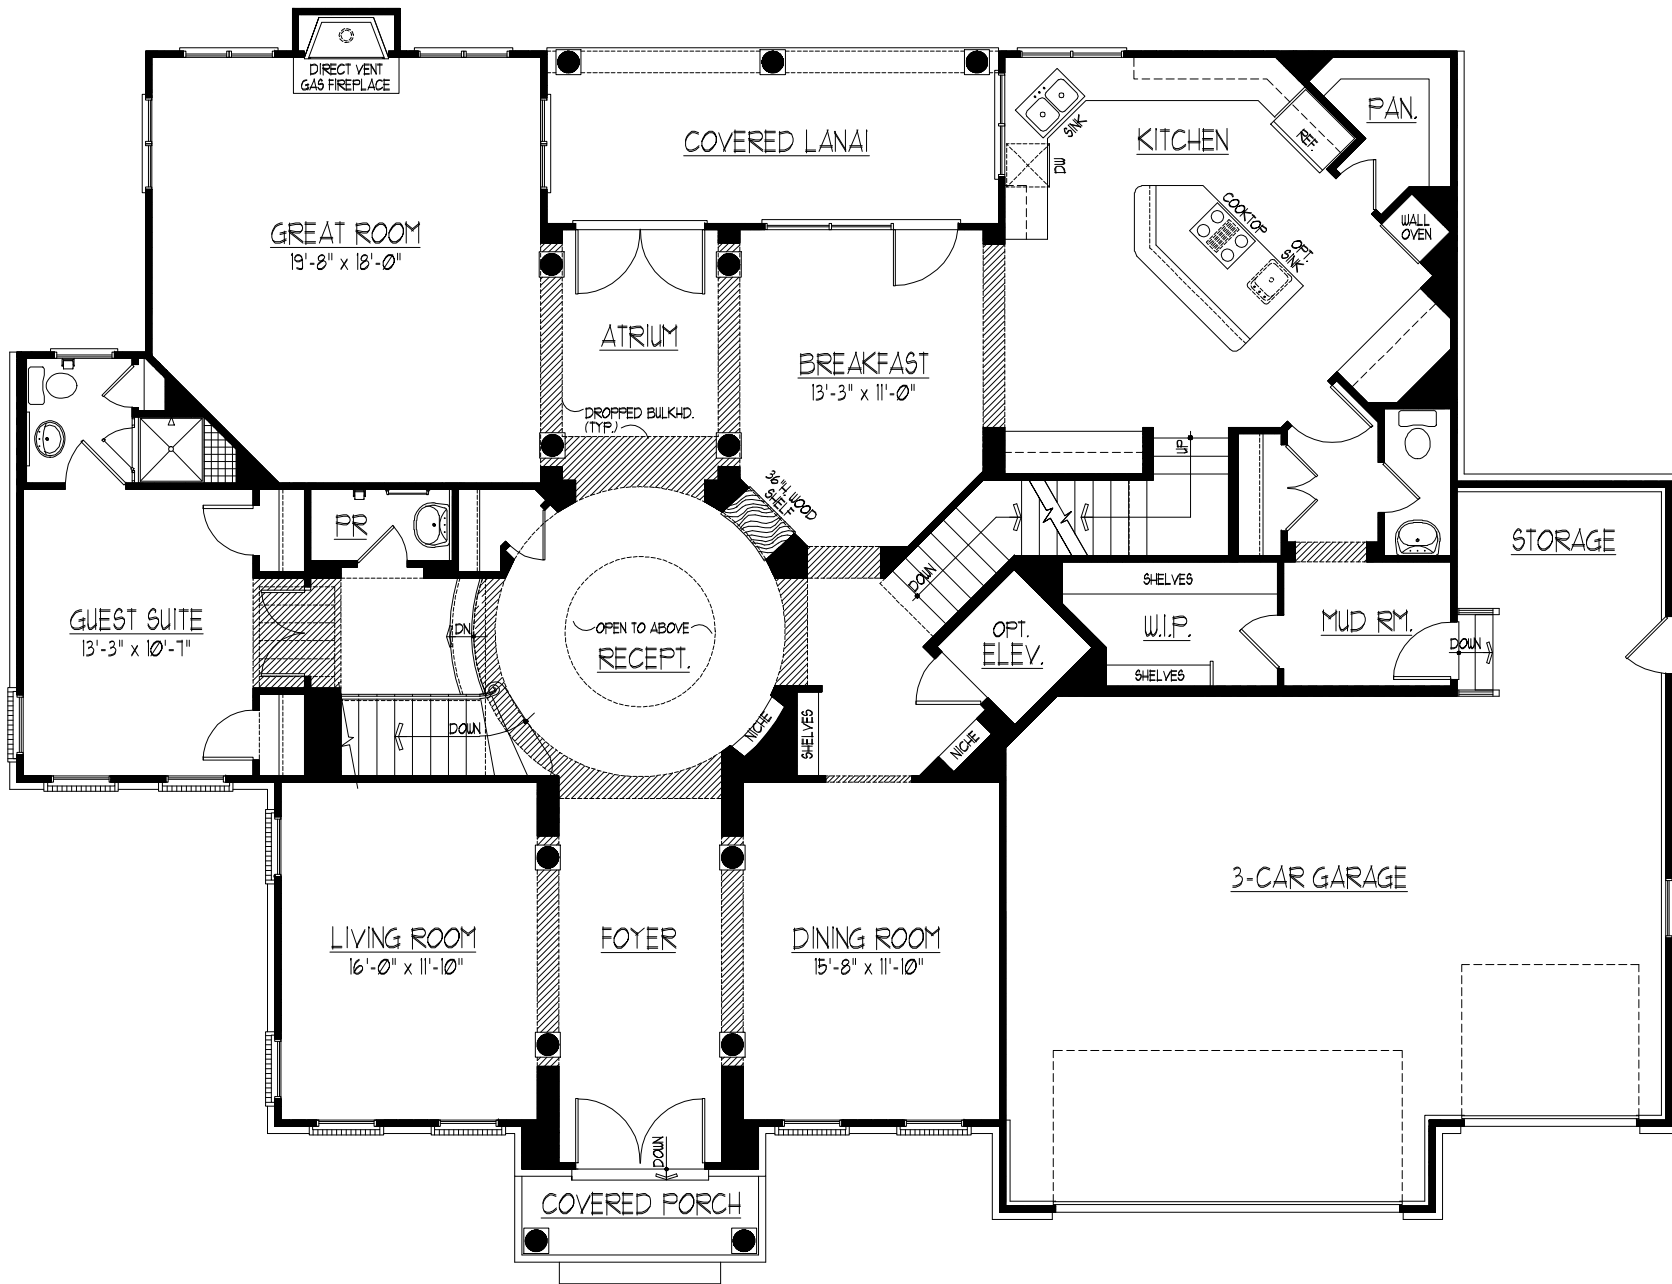 DIRECT VENT
GAS FIREPLACE
COVERED LANAI
SINK
DW
KITCHEN
REF.
PAN.
WALL
OVEN
COOKTOP
OPT.
SINK
GREAT ROOM
19'-8" x 18'-0"
ATRIUM
BREAKFAST
13'-3" x 11'-0"
DROPPED BULKHD.
(TYP.)
36"H. WOOD
SHELF
UP
PR
DOWN
STORAGE
SHELVES
GUEST SUITE
13'-3" x 10'-7"
DN
OPEN TO ABOVE
RECEPT.
OPT.
ELEV.
W.I.P.
MUD RM.
DOWN
SHELVES
DOWN
NICHE
SHELVES
NICHE
3-CAR GARAGE
LIVING ROOM
16'-0" x 11'-10"
FOYER
DINING ROOM
15'-8" x 11'-10"
DOWN
COVERED PORCH